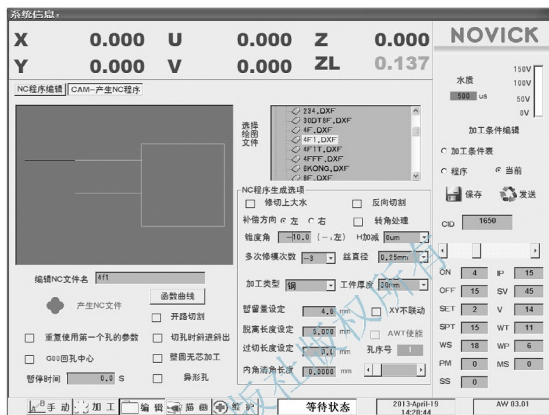 系统信息:
X 0.000 U 0.000 Z 0.000
Y 0.000 V 0.000 ZL 0.137
NOVICK
NC程序编辑 CAM-产生NC程序
选择绘图文件
234.DXF
30DT8F.DXF
4F.DXF
4F1.DXF
4F1T.DXF
4FFF.DXF
8KONG.DXF
8F.DXF
水质
500 us
150V
100V
50V
0V
加工条件编辑
加工条件表
程序 当前
保存 发送
CID 1650
NC程序生成选项
修切上大水 反向切割
补偿方向 左 右 转角处理
锥度角 -10.0 (-:左) H加减 0um
多次修模次数 -3 丝直径 0.25mm
加工类型 钢 工件厚度 30mm
暂留量设定 4.0 mm XY不联动
脱离长度设定 5.000 mm AWT使能
过切长度设定 mm 孔序号 1
内角清角长度 0.0000 mm
编辑NC文件名 4f1
产生NC文件
函数曲线
开路切割
重复使用第一个孔的参数 切孔时斜进斜出
G00回孔中心 整圆无芯加工
暂停时间 0.0 S 异形孔
ON 4 IP 15
OFF 15 SV 45
SET 2 V 14
SPT 15 WT 11
WS 18 WP 6
PM 0 MS 0
SS 0
手动 加工 编辑 描画 维护
等待状态
2013-April-19
14:20:44
AW 03.01